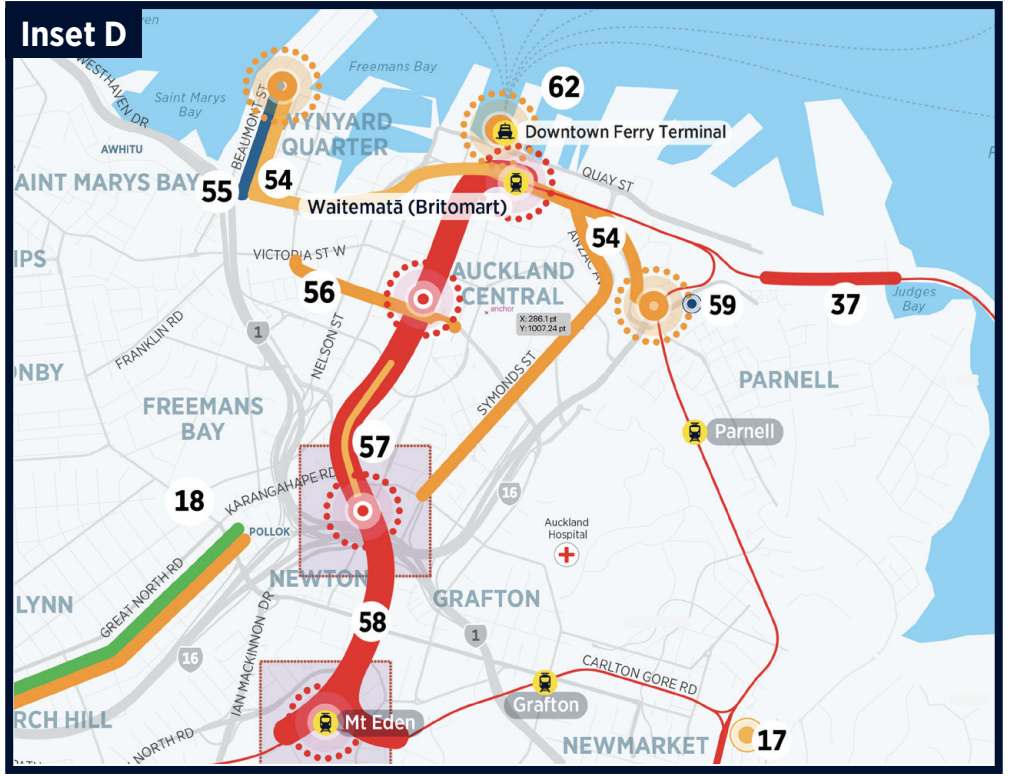 Inset D
ven
WESTHAVEN DR
Saint Marys
Bay
Freemans Bay
62
BEAUMONT ST
WYNYARD
QUARTER
Downtown Ferry Terminal
AWHITU
AINT MARYS BAY
55
54
QUAY ST
Waitematā (Britomart)
VICTORIA ST W
ANZAC AV
54
IPS
56
AUCKLAND
CENTRAL
anchor
X: 286.1 pt
Y: 1007.24 pt
59
37
Judges
Bay
1
FRANKLIN RD
NELSON ST
SYMONDS ST
ONBY
PARNELL
FREEMANS
BAY
57
Parnell
18
KARANGAHAPE RD
16
POLLOK
Auckland
Hospital
GREAT NORTH RD
NEWTON
LYNN
GRAFTON
58
1
16
IAN MACKINNON DR
CARLTON GORE RD
Grafton
RCH HILL
Mt Eden
NORTH RD
NEWMARKET
17